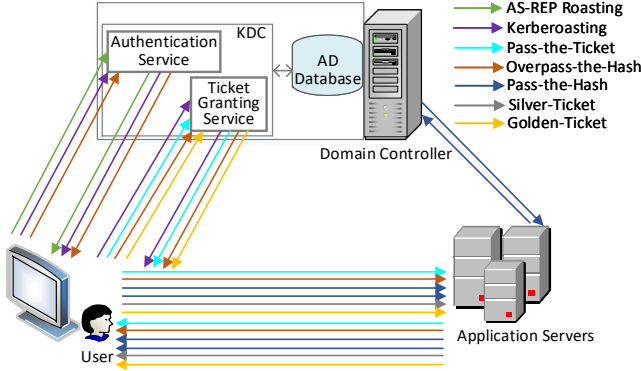 AS-REP Roasting
Kerberoasting
Pass-the-Ticket
Overpass-the-Hash
Pass-the-Hash
Silver-Ticket
Golden-Ticket
KDC
Authentication
Service
Ticket
Granting
Service
AD
Database
Domain Controller
Application Servers
User